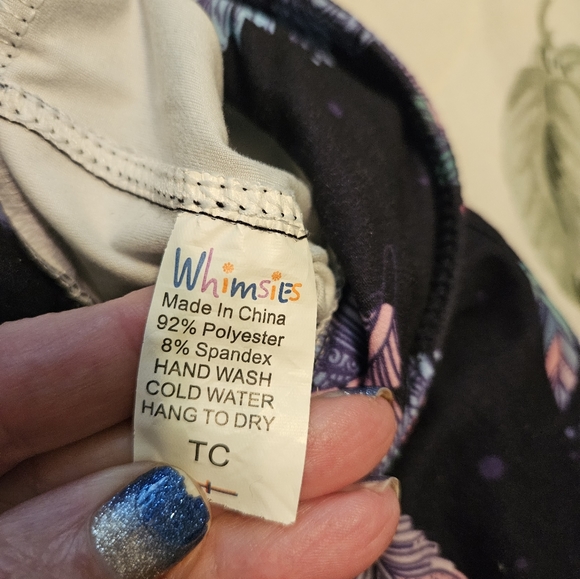 Whimsies
Made In China
92% Polyester
8% Spandex
HAND WASH
COLD WATER
HANG TO DRY
TC